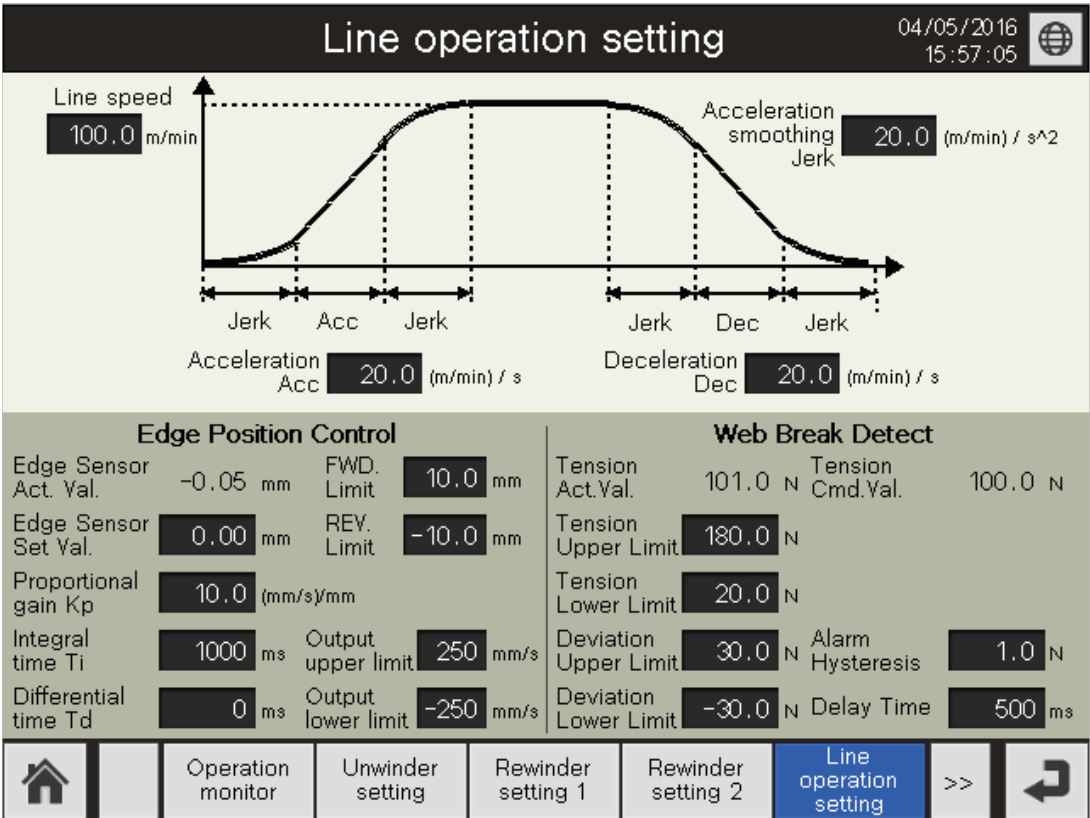 Line operation setting
04/05/2016
15:57:05
Line speed
100.0 m/min
Acceleration
smoothing
Jerk
20.0 (m/min) / s^2
Jerk Acc Jerk
Jerk Dec Jerk
Acceleration
Acc
20.0 (m/min) / s
Deceleration
Dec
20.0 (m/min) / s
Edge Position Control
Edge Sensor
Act. Val.
-0.05 mm
FWD.
Limit
10.0 mm
Edge Sensor
Set Val.
0.00 mm
REV.
Limit
-10.0 mm
Proportional
gain Kp
10.0 (mm/s)/mm
Integral
time Ti
1000 ms
Output
upper limit
250 mm/s
Differential
time Td
0 ms
Output
lower limit
-250 mm/s
Web Break Detect
Tension
Act.Val.
101.0 N
Tension
Cmd.Val.
100.0 N
Tension
Upper Limit
180.0 N
Tension
Lower Limit
20.0 N
Deviation
Upper Limit
30.0 N
Alarm
Hysteresis
1.0 N
Deviation
Lower Limit
-30.0 N
Delay Time
500 ms
Operation
monitor
Unwinder
setting
Rewinder
setting 1
Rewinder
setting 2
Line
operation
setting
>>